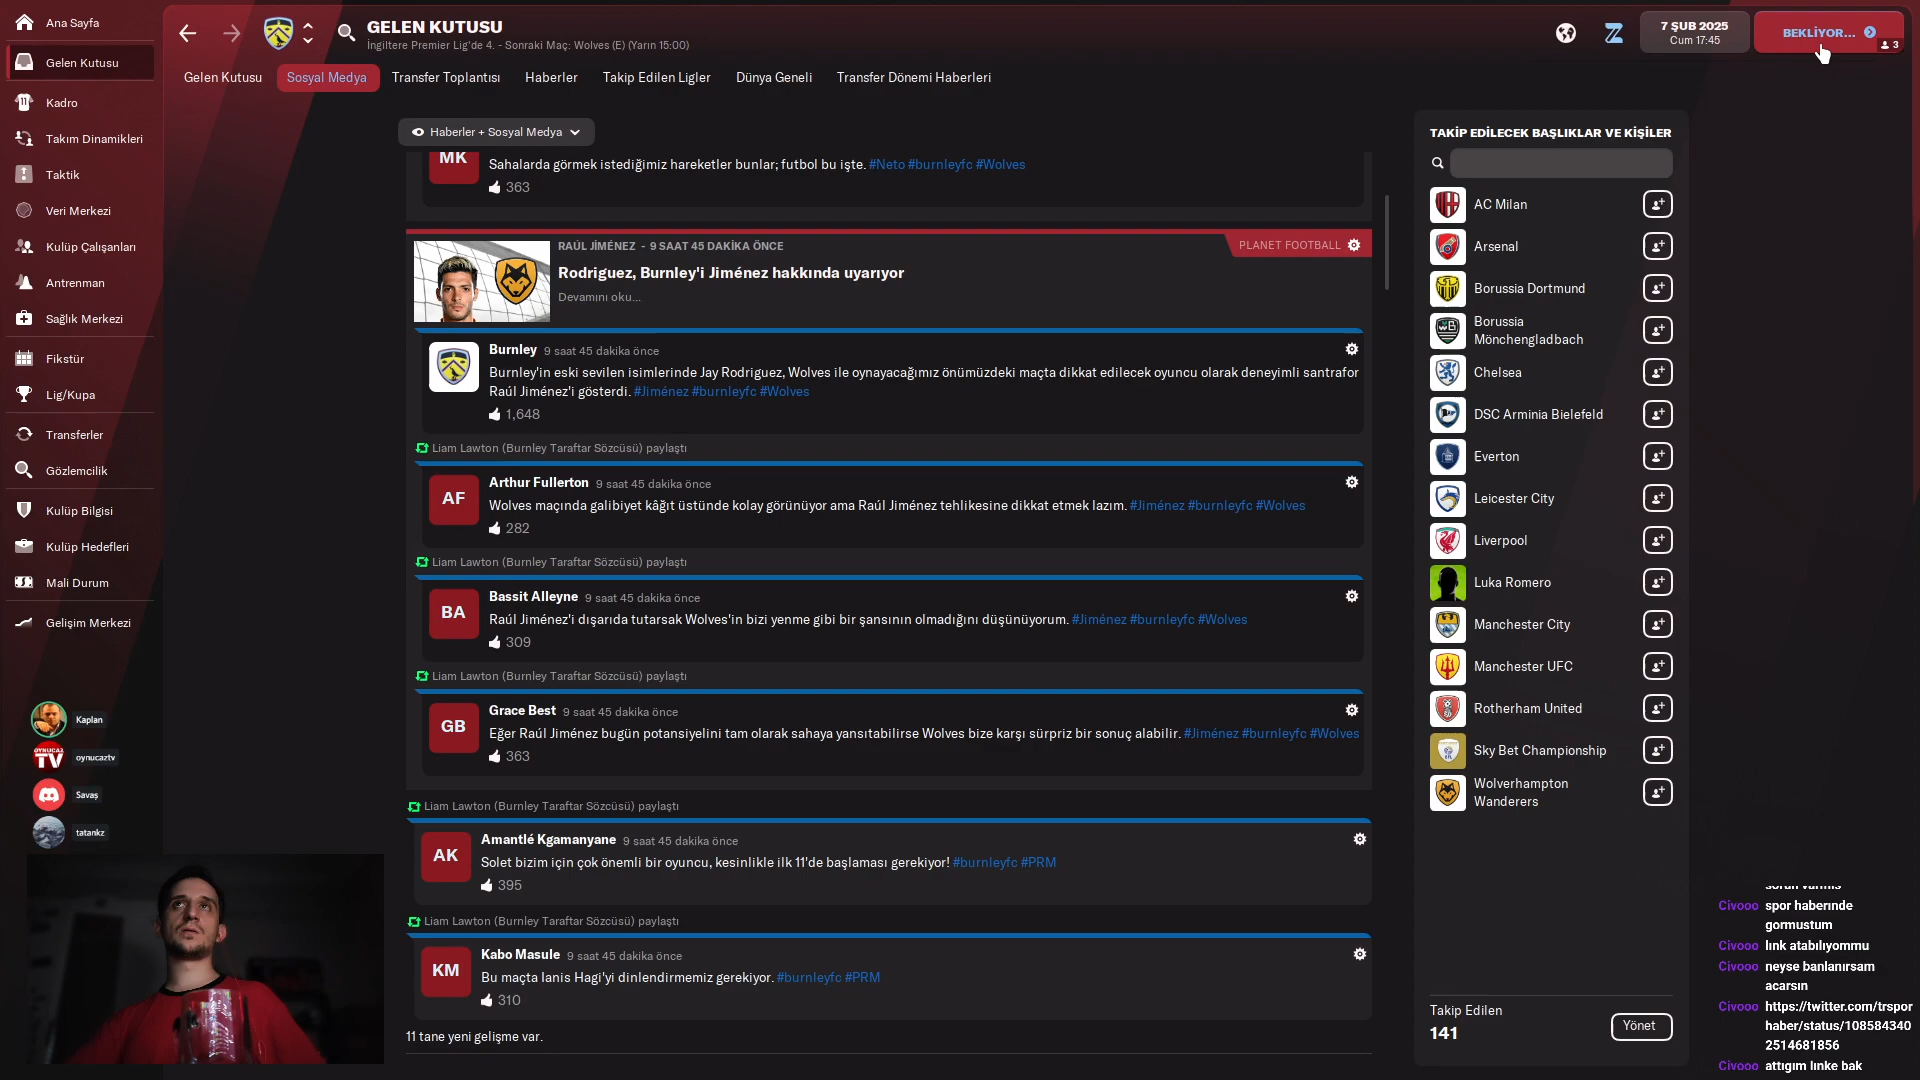 Ana Sayfa
Gelen Kutusu
Kadro
Takım Dinamikleri
Taktik
Veri Merkezi
Kulüp Çalışanları
Antrenman
Sağlık Merkezi
Fikstür
Lig/Kupa
Transferler
Gözlemcilik
Kulüp Bilgisi
Kulüp Hedefleri
Mali Durum
Gelişim Merkezi
Kaplan
OYNUCAZ
TV
oynucaztv
Savaş
tatankz
GELEN KUTUSU
İngiltere Premier Lig'de 4. - Sonraki Maç: Wolves (E) (Yarın 15:00)
7 ŞUB 2025
Cum 17:45
BEKLİYOR...
3
Gelen Kutusu
Sosyal Medya
Transfer Toplantısı
Haberler
Takip Edilen Ligler
Dünya Geneli
Transfer Dönemi Haberleri
Haberler + Sosyal Medya
MK
Sahalarda görmek istediğimiz hareketler bunlar; futbol bu işte. #Neto #burnleyfc #Wolves
363
RAÚL JİMÉNEZ - 9 SAAT 45 DAKİKA ÖNCE
PLANET FOOTBALL
Rodriguez, Burnley'i Jiménez hakkında uyarıyor
Devamını oku...
Burnley 9 saat 45 dakika önce
Burnley'in eski sevilen isimlerinde Jay Rodriguez, Wolves ile oynayacağımız önümüzdeki maçta dikkat edilecek oyuncu olarak deneyimli santrafor
Raúl Jiménez'i gösterdi. #Jiménez #burnleyfc #Wolves
1,648
Liam Lawton (Burnley Taraftar Sözcüsü) paylaştı
AF
Arthur Fullerton 9 saat 45 dakika önce
Wolves maçında galibiyet kâğıt üstünde kolay görünüyor ama Raúl Jiménez tehlikesine dikkat etmek lazım. #Jiménez #burnleyfc #Wolves
282
Liam Lawton (Burnley Taraftar Sözcüsü) paylaştı
BA
Bassit Alleyne 9 saat 45 dakika önce
Raúl Jiménez'i dışarıda tutarsak Wolves'in bizi yenme gibi bir şansının olmadığını düşünüyorum. #Jiménez #burnleyfc #Wolves
309
Liam Lawton (Burnley Taraftar Sözcüsü) paylaştı
GB
Grace Best 9 saat 45 dakika önce
Eğer Raúl Jiménez bugün potansiyelini tam olarak sahaya yansıtabilirse Wolves bize karşı sürpriz bir sonuç alabilir. #Jiménez #burnleyfc #Wolves
363
Liam Lawton (Burnley Taraftar Sözcüsü) paylaştı
AK
Amantlé Kgamanyane 9 saat 45 dakika önce
Solet bizim için çok önemli bir oyuncu, kesinlikle ilk 11'de başlaması gerekiyor! #burnleyfc #PRM
395
Liam Lawton (Burnley Taraftar Sözcüsü) paylaştı
KM
Kabo Masule 9 saat 45 dakika önce
Bu maçta Ianis Hagi'yi dinlendirmemiz gerekiyor. #burnleyfc #PRM
310
11 tane yeni gelişme var.
TAKİP EDİLECEK BAŞLIKLAR VE KİŞİLER
AC Milan
Arsenal
Borussia Dortmund
Borussia
Mönchengladbach
Chelsea
DSC Arminia Bielefeld
Everton
Leicester City
Liverpool
Luka Romero
Manchester City
Manchester UFC
Rotherham United
Sky Bet Championship
Wolverhampton
Wanderers
Takip Edilen
141
Yönet
Civooo spor haberınde
gormustum
Civooo lınk atabılıyommu
Civooo neyse banlanırsam
acarsın
Civooo https://twitter.com/trspor
haber/status/108584340
2514681856
Civooo attıgım lınke bak